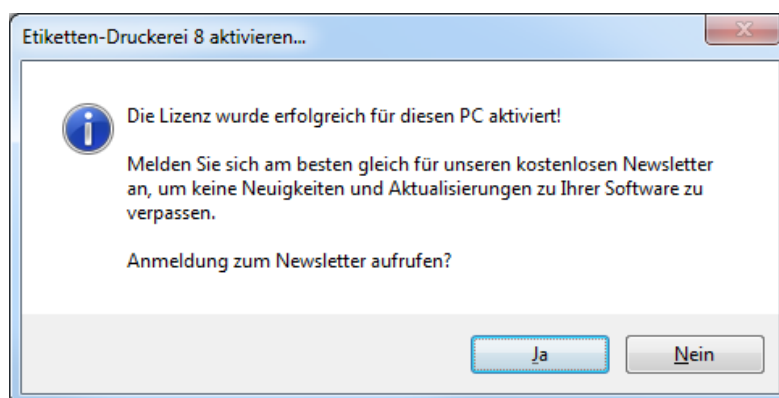 Etiketten-Druckerei 8 aktivieren...
Die Lizenz wurde erfolgreich für diesen PC aktiviert!
Melden Sie sich am besten gleich für unseren kostenlosen Newsletter
an, um keine Neuigkeiten und Aktualisierungen zu Ihrer Software zu
verpassen.
Anmeldung zum Newsletter aufrufen?
Ja
Nein